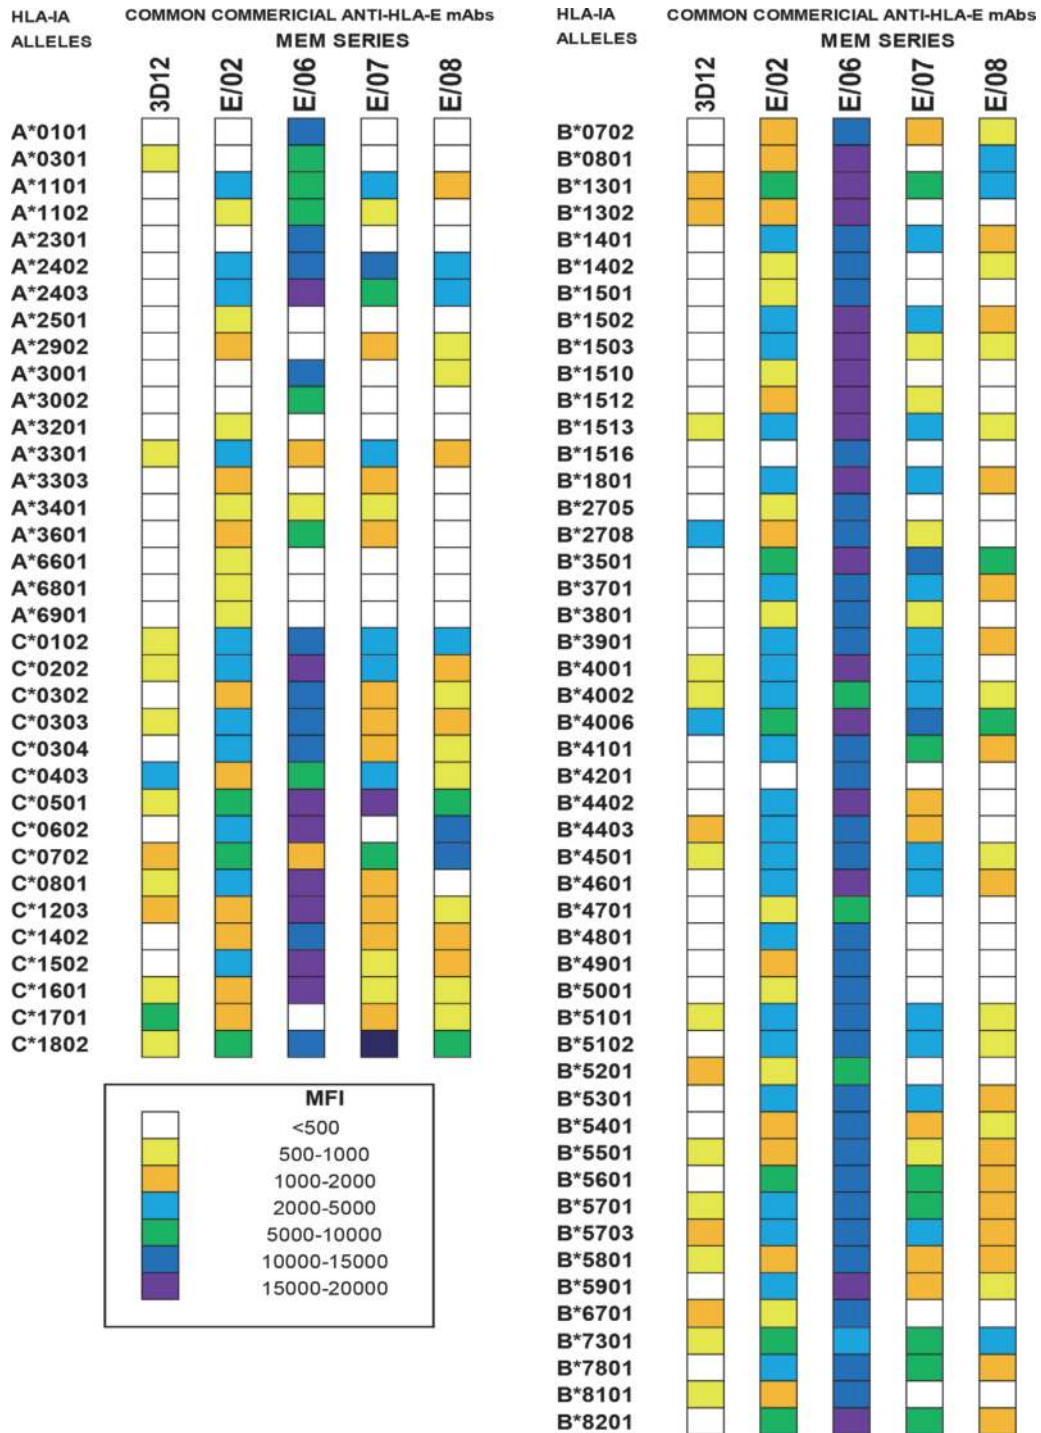 HLA-IA COMMON COMMERICIAL ANTI-HLA-E mAbs
ALLELES MEM SERIES
3D12 E/02 E/06 E/07 E/08
A*0101
A*0301
A*1101
A*1102
A*2301
A*2402
A*2403
A*2501
A*2902
A*3001
A*3002
A*3201
A*3301
A*3303
A*3401
A*3601
A*6601
A*6801
A*6901
C*0102
C*0202
C*0302
C*0303
C*0304
C*0403
C*0501
C*0602
C*0702
C*0801
C*1203
C*1402
C*1502
C*1601
C*1701
C*1802
MFI
<500
500-1000
1000-2000
2000-5000
5000-10000
10000-15000
15000-20000
HLA-IA COMMON COMMERICIAL ANTI-HLA-E mAbs
ALLELES MEM SERIES
3D12 E/02 E/06 E/07 E/08
B*0702
B*0801
B*1301
B*1302
B*1401
B*1402
B*1501
B*1502
B*1503
B*1510
B*1512
B*1513
B*1516
B*1801
B*2705
B*2708
B*3501
B*3701
B*3801
B*3901
B*4001
B*4002
B*4006
B*4101
B*4201
B*4402
B*4403
B*4501
B*4601
B*4701
B*4801
B*4901
B*5001
B*5101
B*5102
B*5201
B*5301
B*5401
B*5501
B*5601
B*5701
B*5703
B*5801
B*5901
B*6701
B*7301
B*7801
B*8101
B*8201